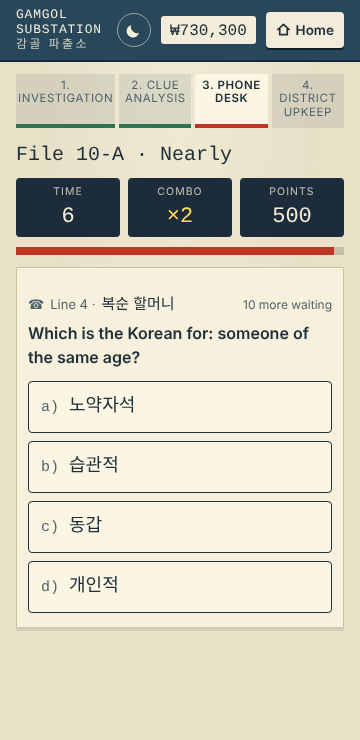 GAMGOL
SUBSTATION
감골 파출소
₩730,300
Home
1.
INVESTIGATION
2. CLUE
ANALYSIS
3. PHONE
DESK
4.
DISTRICT
UPKEEP
File 10-A · Nearly
TIME
6
COMBO
×2
POINTS
500
☎ Line 4 · 복순 할머니
10 more waiting
Which is the Korean for: someone of
the same age?
a) 노약자석
b) 습관적
c) 동갑
d) 개인적